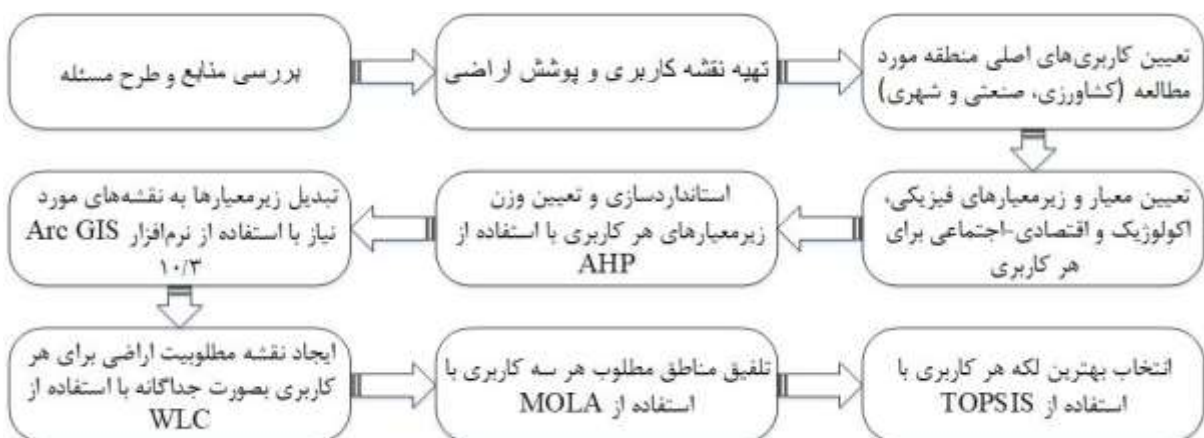 بررسی منابع و طرح مسئله
تهیه نقشه کاربری و پوشش اراضی
تعیین کاربری‌های اصلی منطقه مورد
مطالعه (کشاورزی، صنعتی و شهری)
تعیین معیار و زیرمعیارهای فیزیکی،
اکولوژیک و اقتصادی-اجتماعی برای
هر کاربری
استانداردسازی و تعیین وزن
زیرمعیارهای هر کاربری با استفاده از
AHP
تبدیل زیرمعیارها به نقشه‌های مورد
نیاز با استفاده از نرم‌افزار Arc GIS
۱۰/۳
ایجاد نقشه مطلوبیت اراضی برای هر
کاربری بصورت جداگانه با استفاده از
WLC
تلفیق مناطق مطلوب هر سه کاربری با
استفاده از MOLA
انتخاب بهترین لکه هر کاربری با
استفاده از TOPSIS